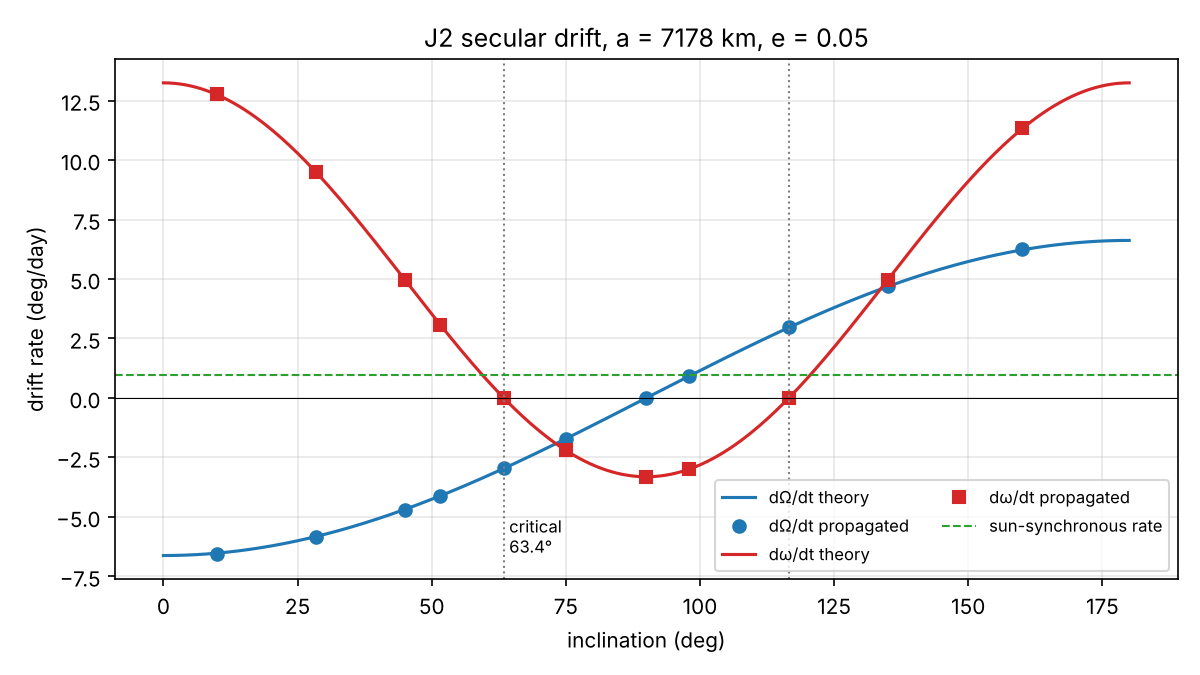 J2 secular drift, a = 7178 km, e = 0.05
drift rate (deg/day)
12.5
10.0
7.5
5.0
2.5
0.0
−2.5
−5.0
−7.5
critical
63.4°
dΩ/dt theory
dΩ/dt propagated
dω/dt theory
dω/dt propagated
sun-synchronous rate
0
25
50
75
100
125
150
175
inclination (deg)